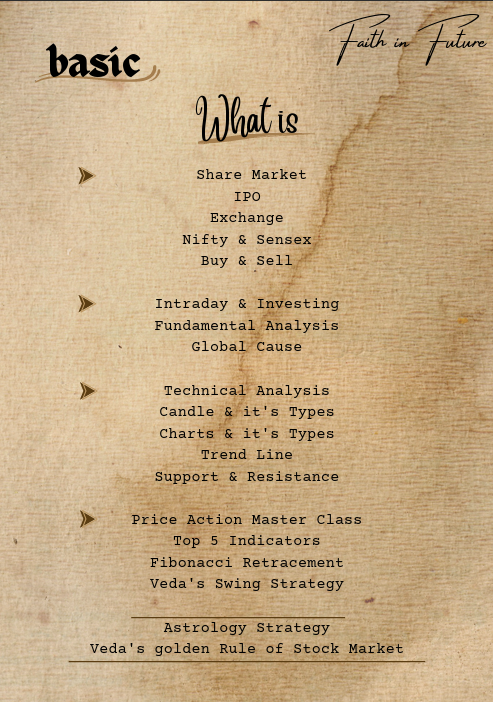 Faith in Future
basic
What is
Share Market
IPO
Exchange
Nifty & Sensex
Buy & Sell
Intraday & Investing
Fundamental Analysis
Global Cause
Technical Analysis
Candle & it's Types
Charts & it's Types
Trend Line
Support & Resistance
Price Action Master Class
Top 5 Indicators
Fibonacci Retracement
Veda's Swing Strategy
Astrology Strategy
Veda's golden Rule of Stock Market